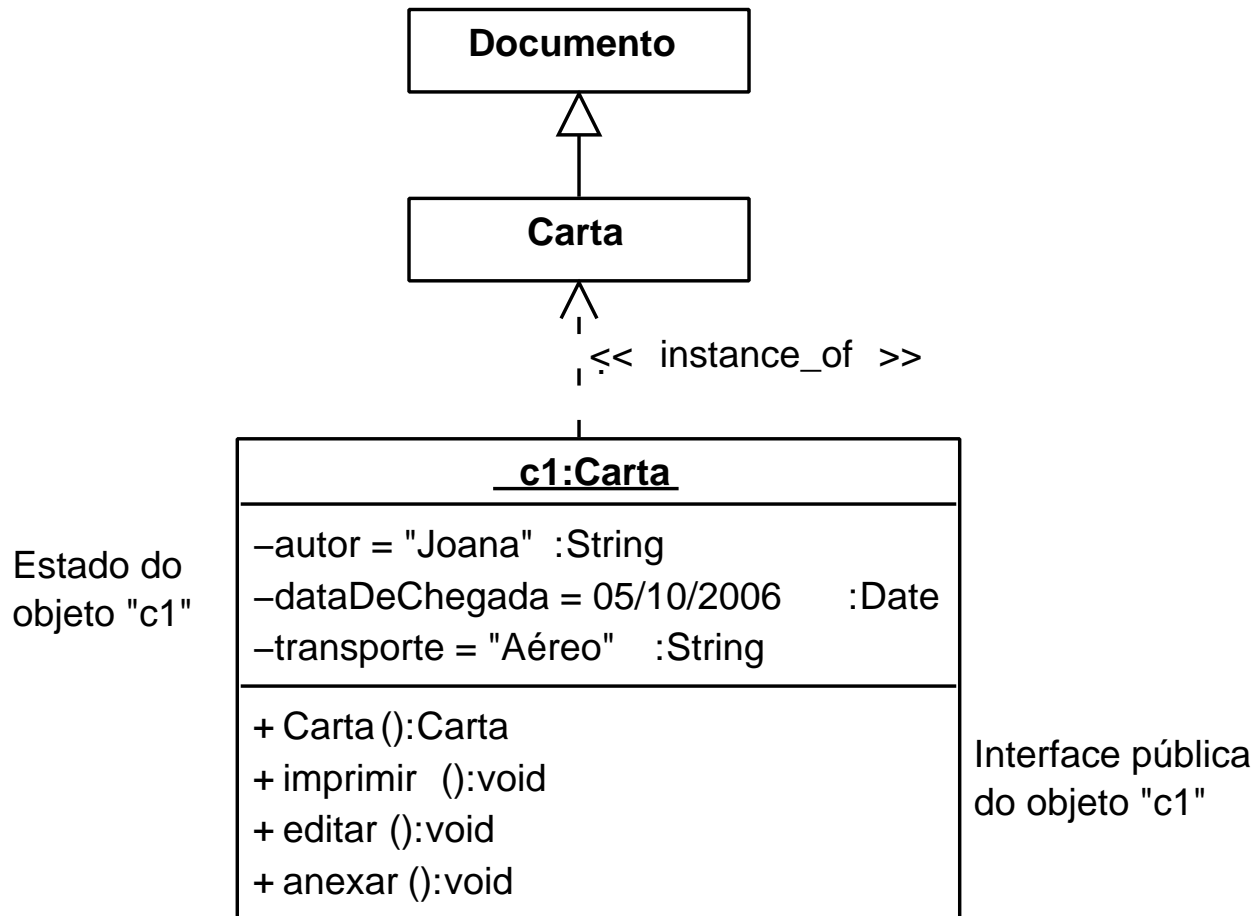 Documento
Carta
<< instance_of >>
c1:Carta
Estado do
objeto "c1"
–autor = "Joana" :String
–dataDeChegada = 05/10/2006 :Date
–transporte = "Aéreo" :String
+ Carta():Carta
+ imprimir ():void
+ editar ():void
+ anexar ():void
Interface pública
do objeto "c1"